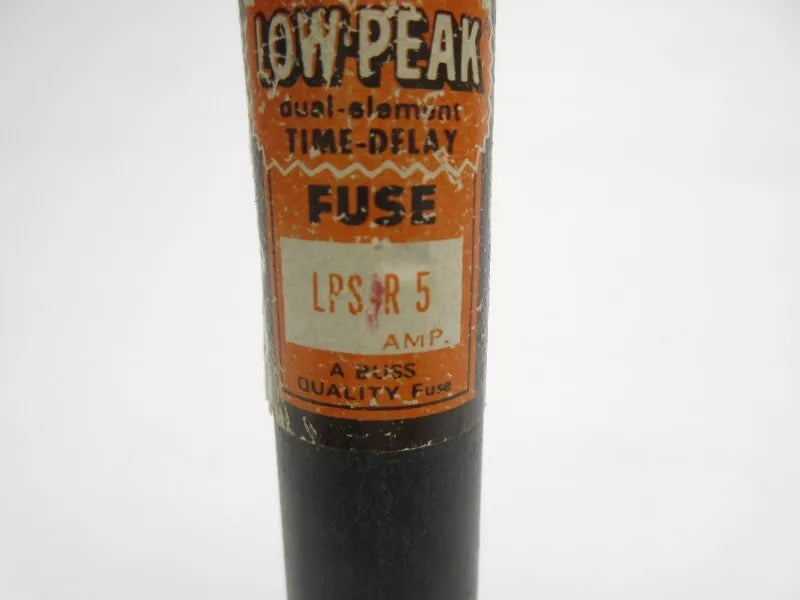 LOW-PEAK
dual-element
TIME-DELAY
FUSE
LPS R 5
AMP.
A BUSS
QUALITY Fuse